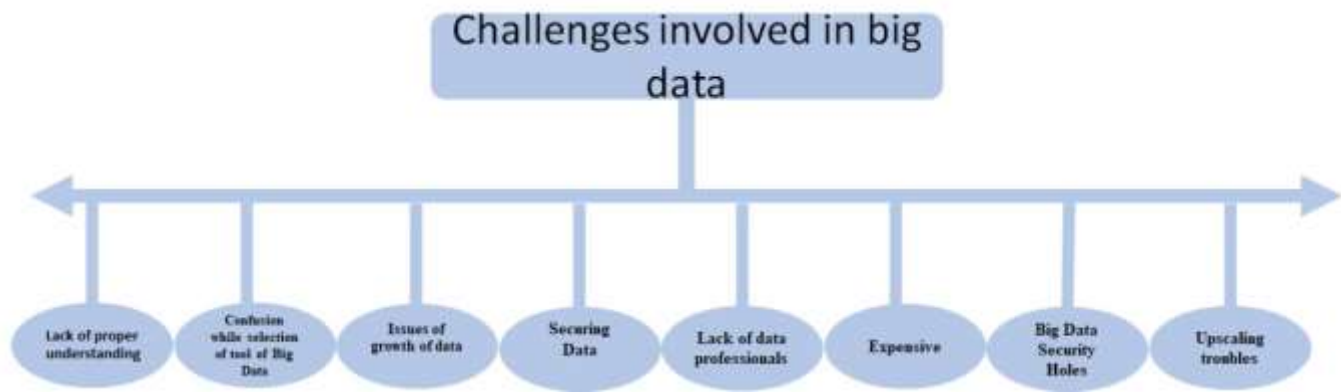 Challenges involved in big
data
Lack of proper
understanding
Confusion
while selection
of tool of Big
Data
Issues of
growth of data
Securing
Data
Lack of data
professionals
Expensive
Big Data
Security
Holes
Upscaling
troubles